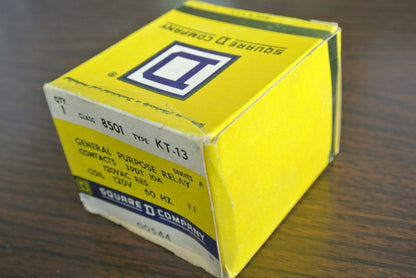 SQUARE D COMPANY
D
®
QTY.
1
CLASS 8501 TYPE KT-13
SERIES A
GENERAL PURPOSE RELAY
CONTACTS 3PDT 10A
120VAC RES.
COIL 120V 60 HZ
SQUARE D COMPANY